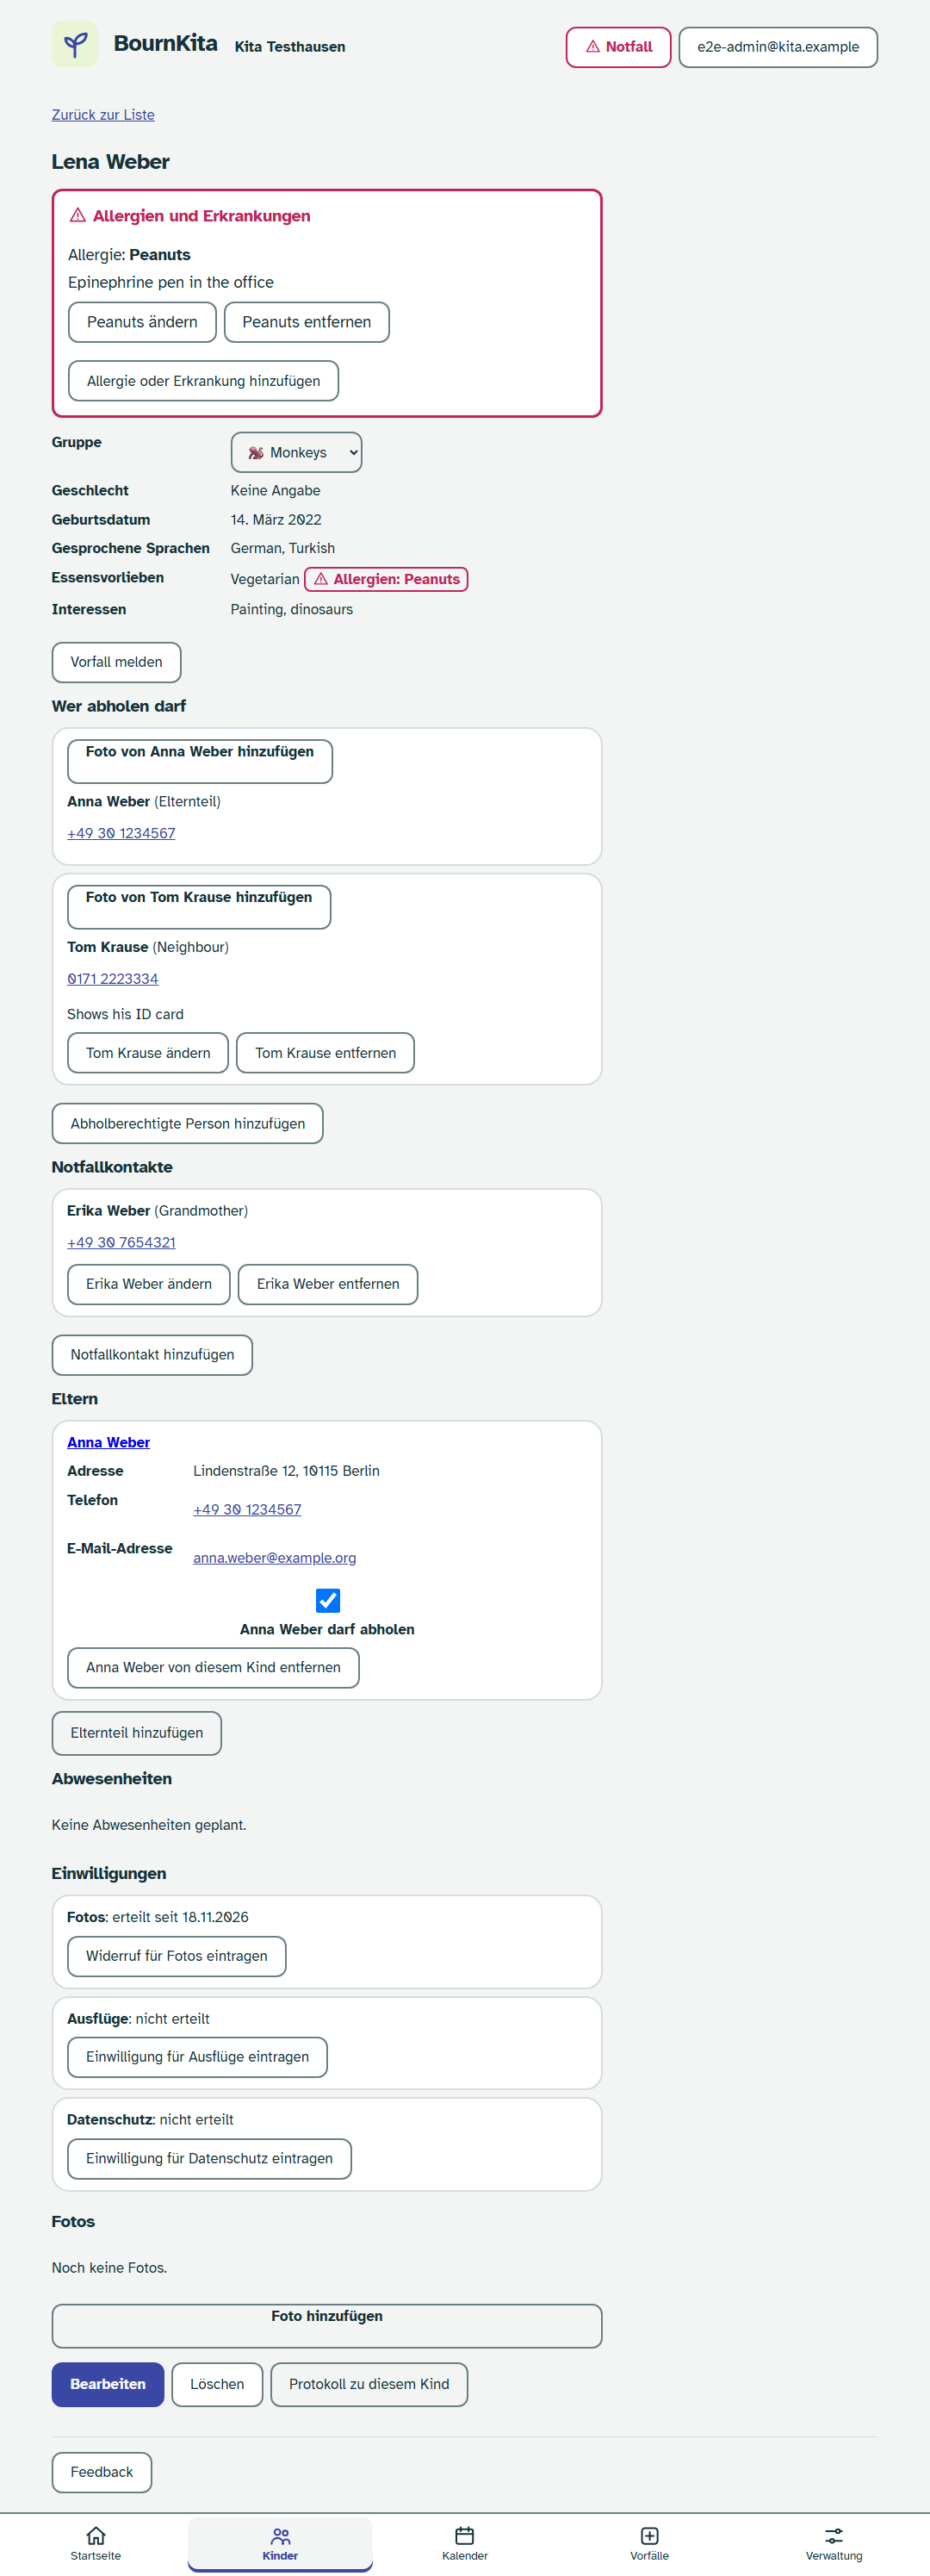 BournKita Kita Testhausen
Notfall
e2e-admin@kita.example
Zurück zur Liste
Lena Weber
Allergien und Erkrankungen
Allergie: Peanuts
Epinephrine pen in the office
Peanuts ändern
Peanuts entfernen
Allergie oder Erkrankung hinzufügen
Gruppe
Monkeys
Geschlecht
Keine Angabe
Geburtsdatum
14. März 2022
Gesprochene Sprachen
German, Turkish
Essensvorlieben
Vegetarian
Allergien: Peanuts
Interessen
Painting, dinosaurs
Vorfall melden
Wer abholen darf
Foto von Anna Weber hinzufügen
Anna Weber (Elternteil)
+49 30 1234567
Foto von Tom Krause hinzufügen
Tom Krause (Neighbour)
0171 2223334
Shows his ID card
Tom Krause ändern
Tom Krause entfernen
Abholberechtigte Person hinzufügen
Notfallkontakte
Erika Weber (Grandmother)
+49 30 7654321
Erika Weber ändern
Erika Weber entfernen
Notfallkontakt hinzufügen
Eltern
Anna Weber
Adresse
Lindenstraße 12, 10115 Berlin
Telefon
+49 30 1234567
E-Mail-Adresse
anna.weber@example.org
Anna Weber darf abholen
Anna Weber von diesem Kind entfernen
Elternteil hinzufügen
Abwesenheiten
Keine Abwesenheiten geplant.
Einwilligungen
Fotos: erteilt seit 18.11.2026
Widerruf für Fotos eintragen
Ausflüge: nicht erteilt
Einwilligung für Ausflüge eintragen
Datenschutz: nicht erteilt
Einwilligung für Datenschutz eintragen
Fotos
Noch keine Fotos.
Foto hinzufügen
Bearbeiten
Löschen
Protokoll zu diesem Kind
Feedback
Startseite
Kinder
Kalender
Vorfälle
Verwaltung